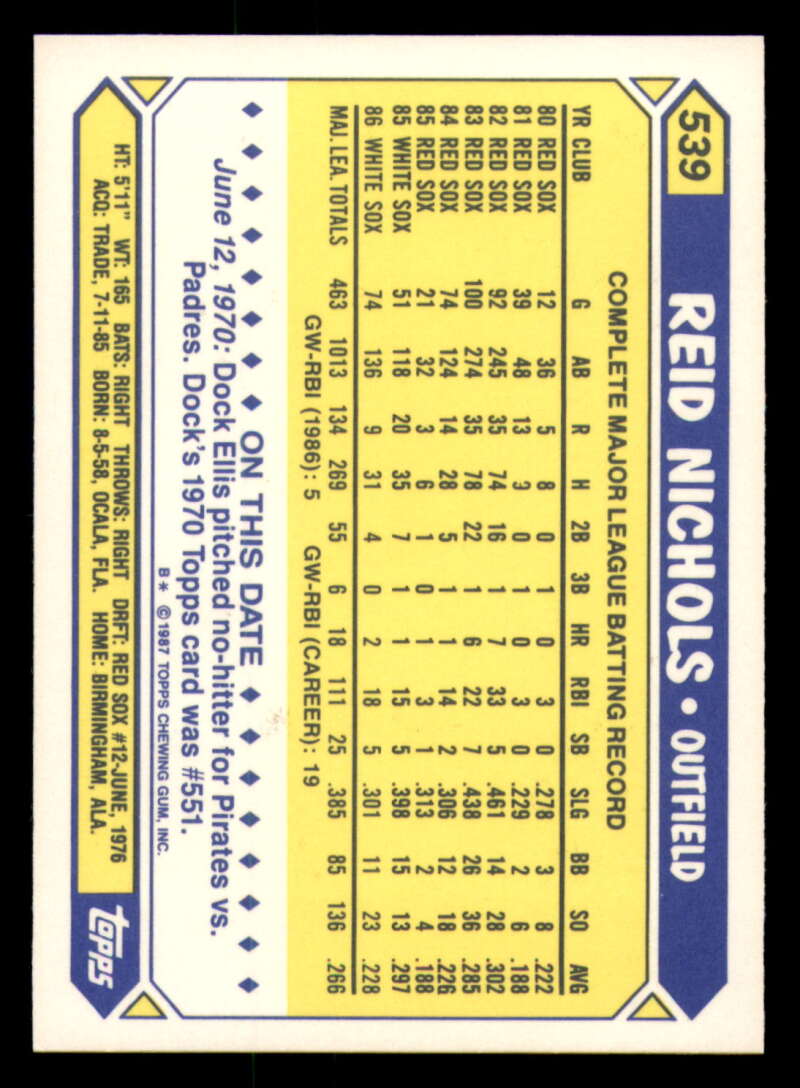 539
REID NICHOLS • OUTFIELD
COMPLETE MAJOR LEAGUE BATTING RECORD
YR CLUB G AB R H 2B 3B HR RBI SB SLG BB SO AVG
80 RED SOX 12 36 5 8 0 1 0 3 0 .278 3 8 .222
81 RED SOX 39 48 13 9 0 1 0 3 0 .229 2 6 .188
82 RED SOX 92 245 35 74 16 1 7 33 5 .461 14 28 .302
83 RED SOX 100 274 35 78 22 1 6 22 7 .438 26 36 .285
84 RED SOX 74 124 14 28 5 1 1 14 2 .306 12 18 .226
85 RED SOX 21 32 3 6 1 0 1 3 1 .313 2 4 .188
85 WHITE SOX 51 118 20 35 7 1 1 15 5 .398 15 13 .297
86 WHITE SOX 74 136 9 31 4 0 2 18 5 .301 11 23 .228
MAJ. LEA. TOTALS 463 1013 134 269 55 6 18 111 25 .385 85 136 .266
GW-RBI (1986): 5 GW-RBI (CAREER): 19
ON THIS DATE
June 12, 1970: Dock Ellis pitched no-hitter for Pirates vs.
Padres. Dock's 1970 Topps card was #551.
B* ©1987 TOPPS CHEWING GUM, INC.
HT: 5'11" WT: 165 BATS: RIGHT THROWS: RIGHT DRFT: RED SOX #12-JUNE, 1976
ACQ: TRADE, 7-11-85 BORN: 8-5-58, OCALA, FLA. HOME: BIRMINGHAM, ALA.
topps